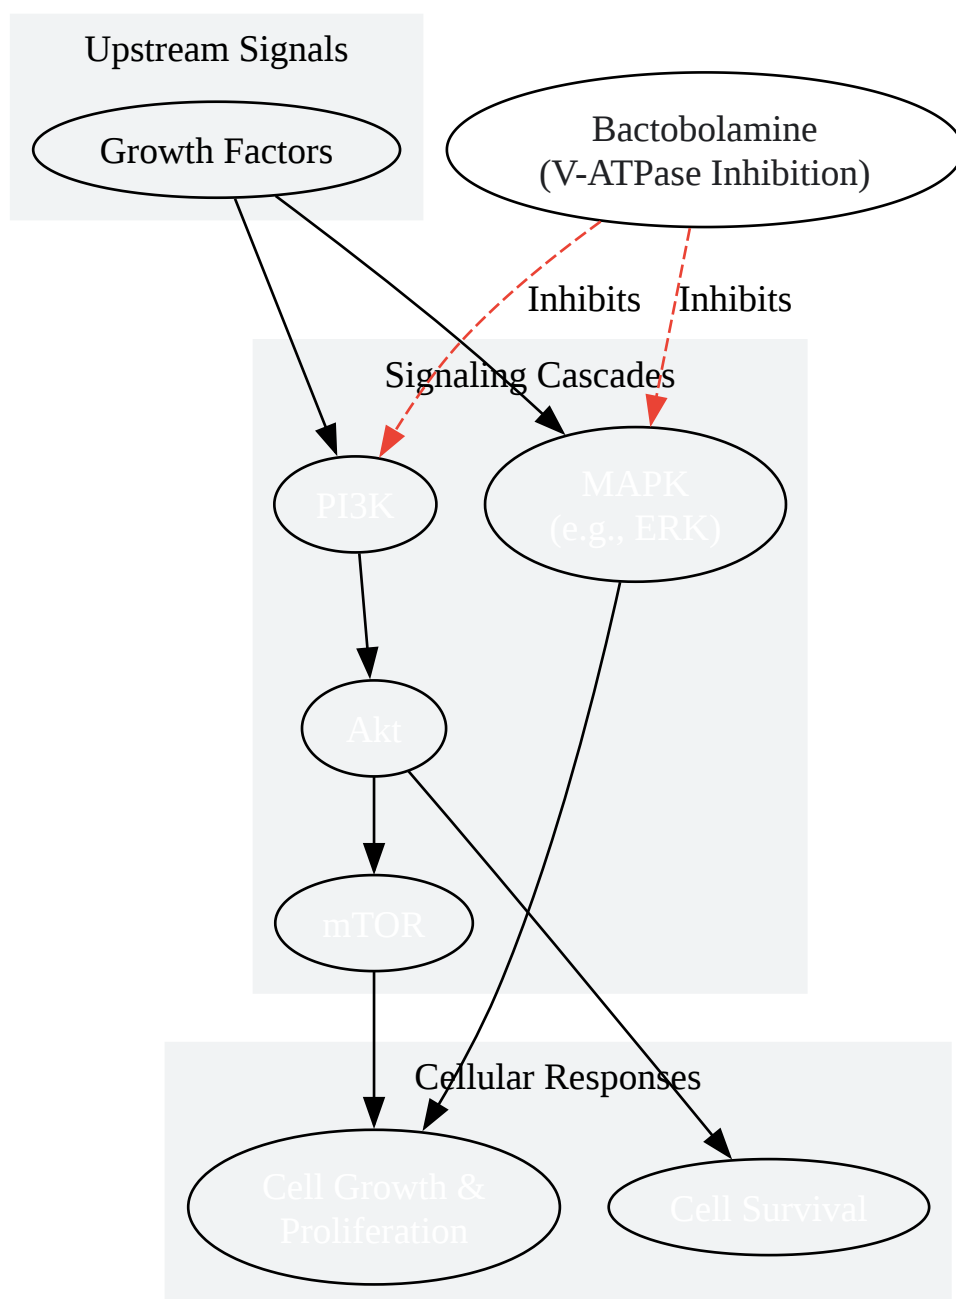 Upstream Signals
Growth Factors
Bactobolamine
(V-ATPase Inhibition)
Inhibits
Inhibits
Signaling Cascades
PI3K
MAPK
(e.g., ERK)
Akt
mTOR
Cellular Responses
Cell Growth &
Proliferation
Cell Survival